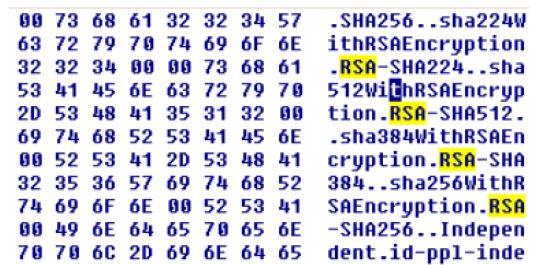 00 73 68 61 32 32 34 57 .SHA256..sha224W
63 72 79 70 74 69 6F 6E ithRSAEncryption
32 32 34 00 00 73 68 61 .RSA-SHA224..sha
53 41 45 6E 63 72 79 70 512WithRSAEncryp
2D 53 48 41 35 31 32 00 tion.RSA-SHA512.
69 74 68 52 53 41 45 6E .sha384WithRSAEn
00 52 53 41 2D 53 48 41 cryption.RSA-SHA
32 35 36 57 69 74 68 52 384..sha256WithR
74 69 6F 6E 00 52 53 41 SAEncryption.RSA
00 49 6E 64 65 70 65 6E -SHA256..Indepen
70 70 6C 2D 69 6E 64 65 dent.id-ppl-inde